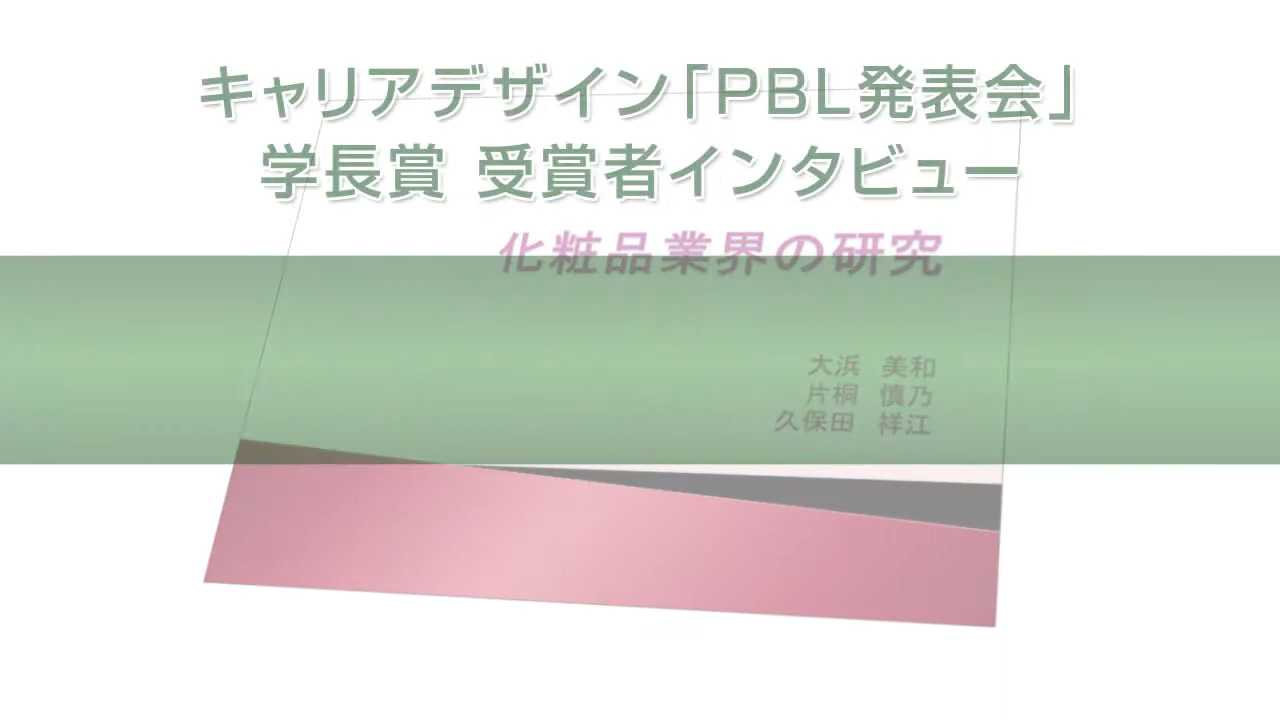 キャリアデザイン「PBL発表会」
学長賞 受賞者インタビュー
化粧品業界の研究
大浜 美和
片桐 慎乃
久保田 祥江